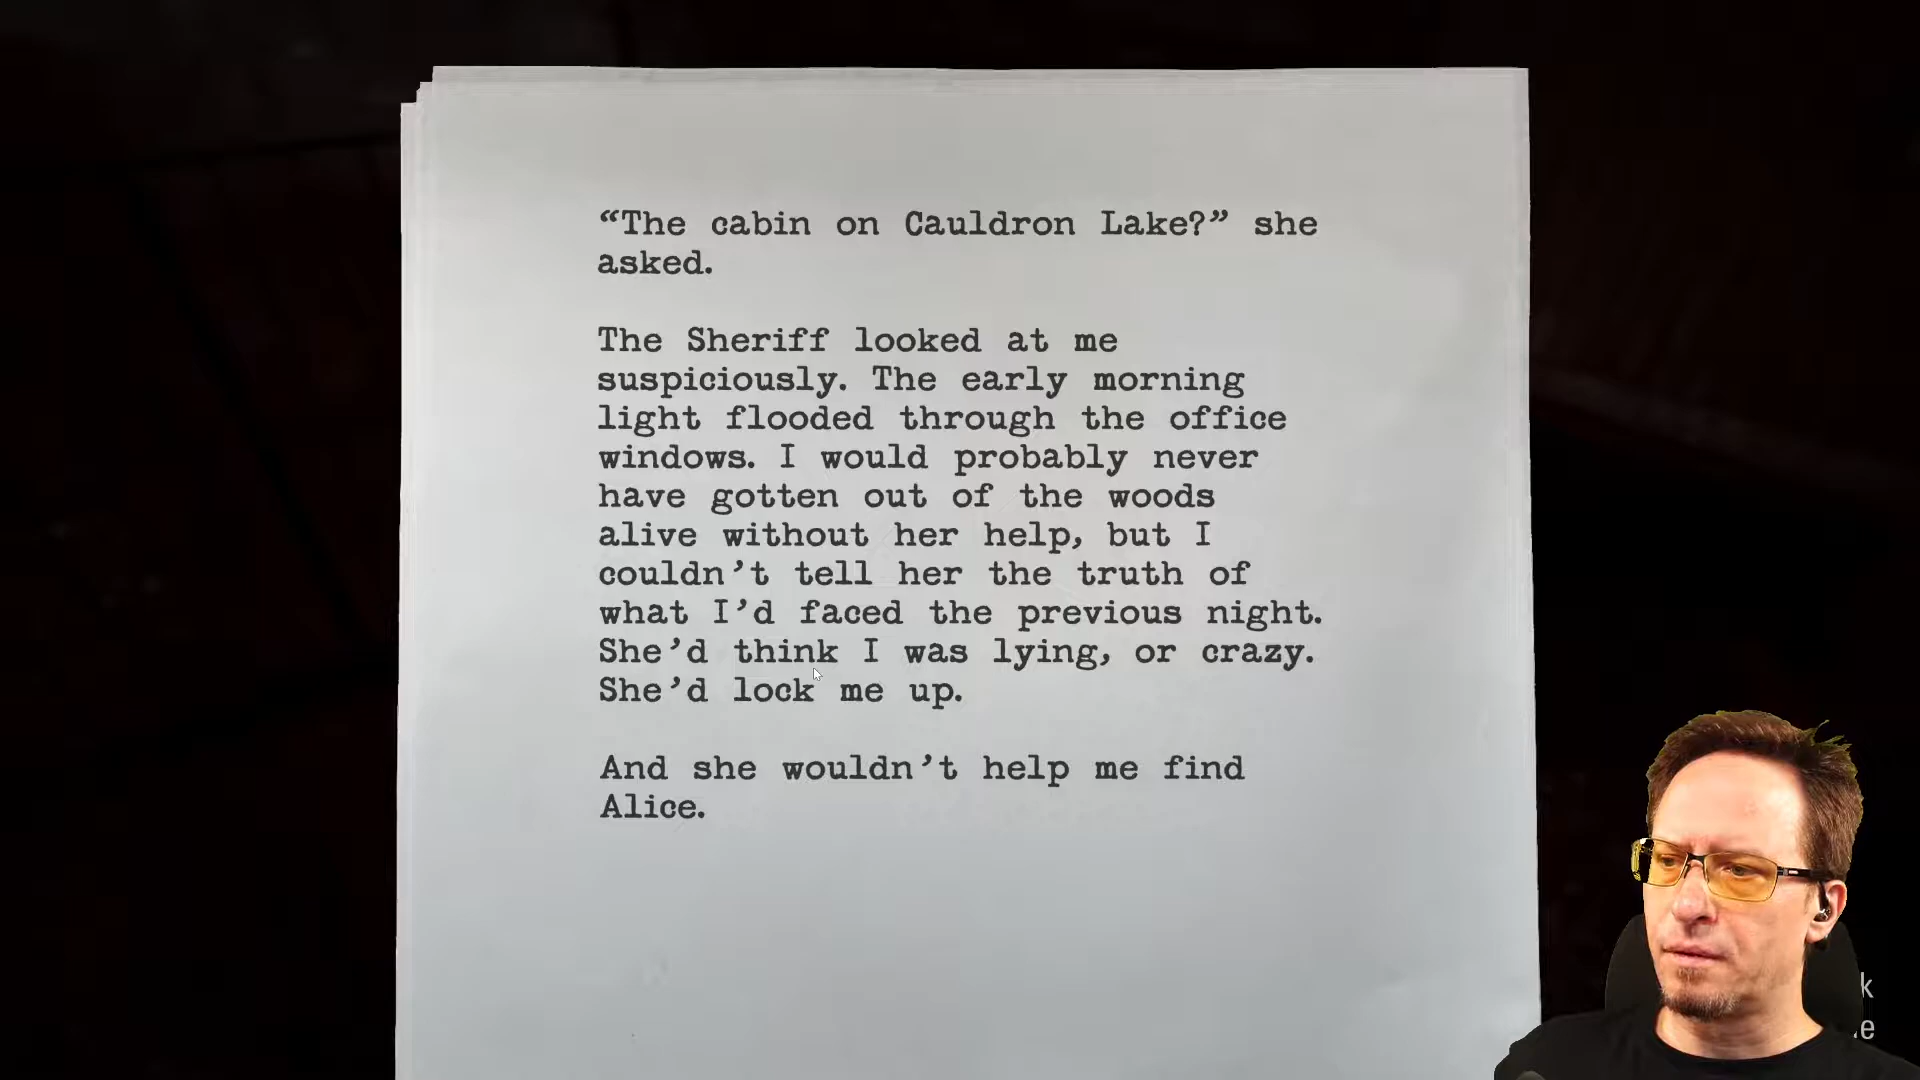 “The cabin on Cauldron Lake?” she
asked.
The Sheriff looked at me
suspiciously. The early morning
light flooded through the office
windows. I would probably never
have gotten out of the woods
alive without her help, but I
couldn’t tell her the truth of
what I’d faced the previous night.
She’d think I was lying, or crazy.
She’d lock me up.
And she wouldn’t help me find
Alice.